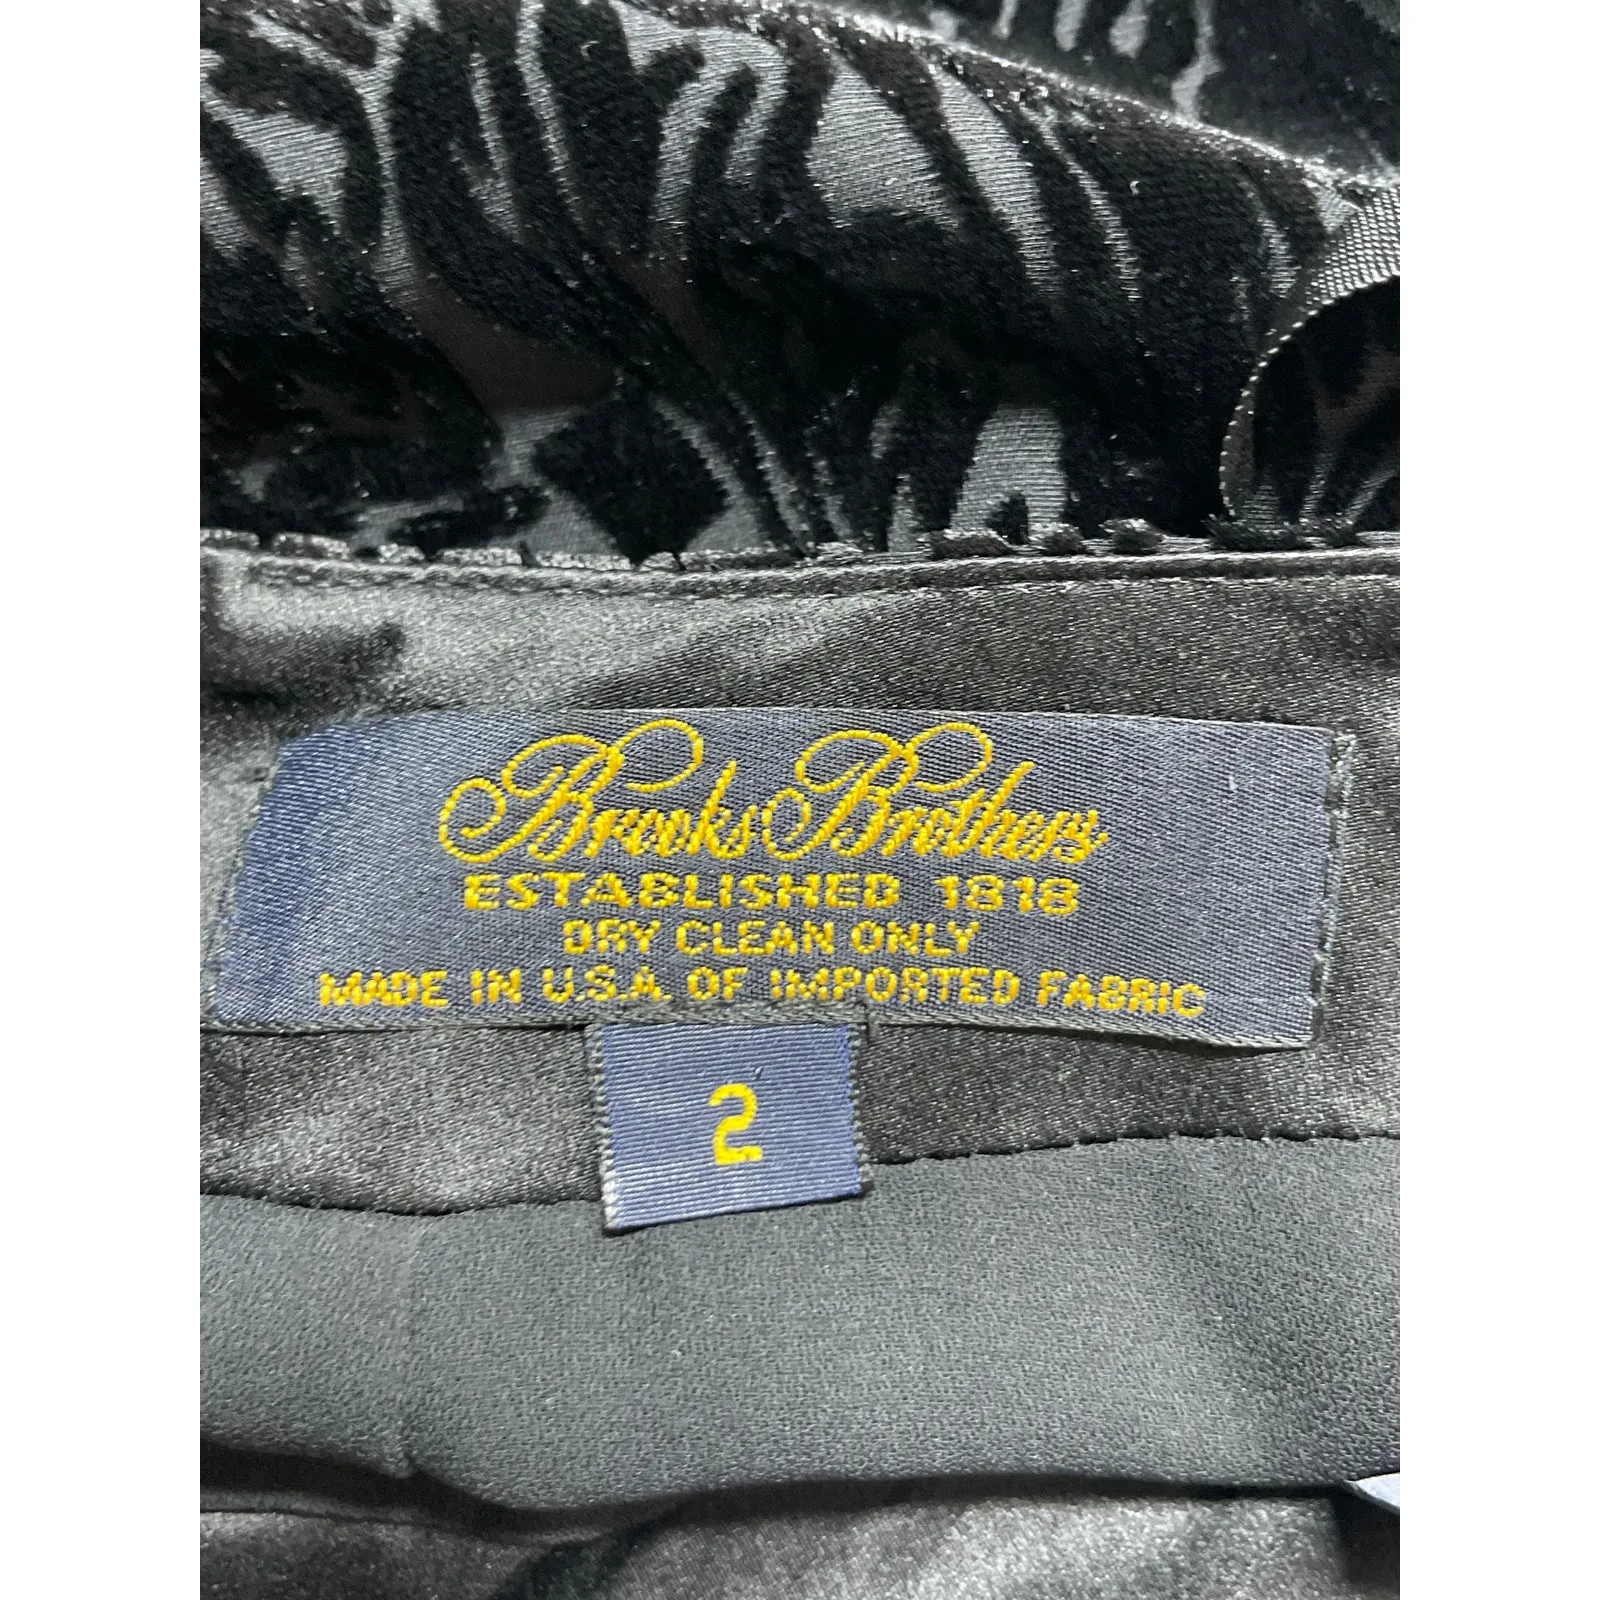 Brooks Brothers
ESTABLISHED 1818
DRY CLEAN ONLY
MADE IN U.S.A. OF IMPORTED FABRIC
2